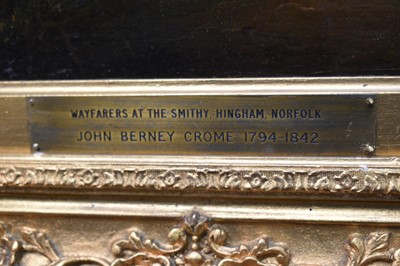 WAYFARERS AT THE SMITHY, HINGHAM, NORFOLK
JOHN BERNEY CROME 1794-1842